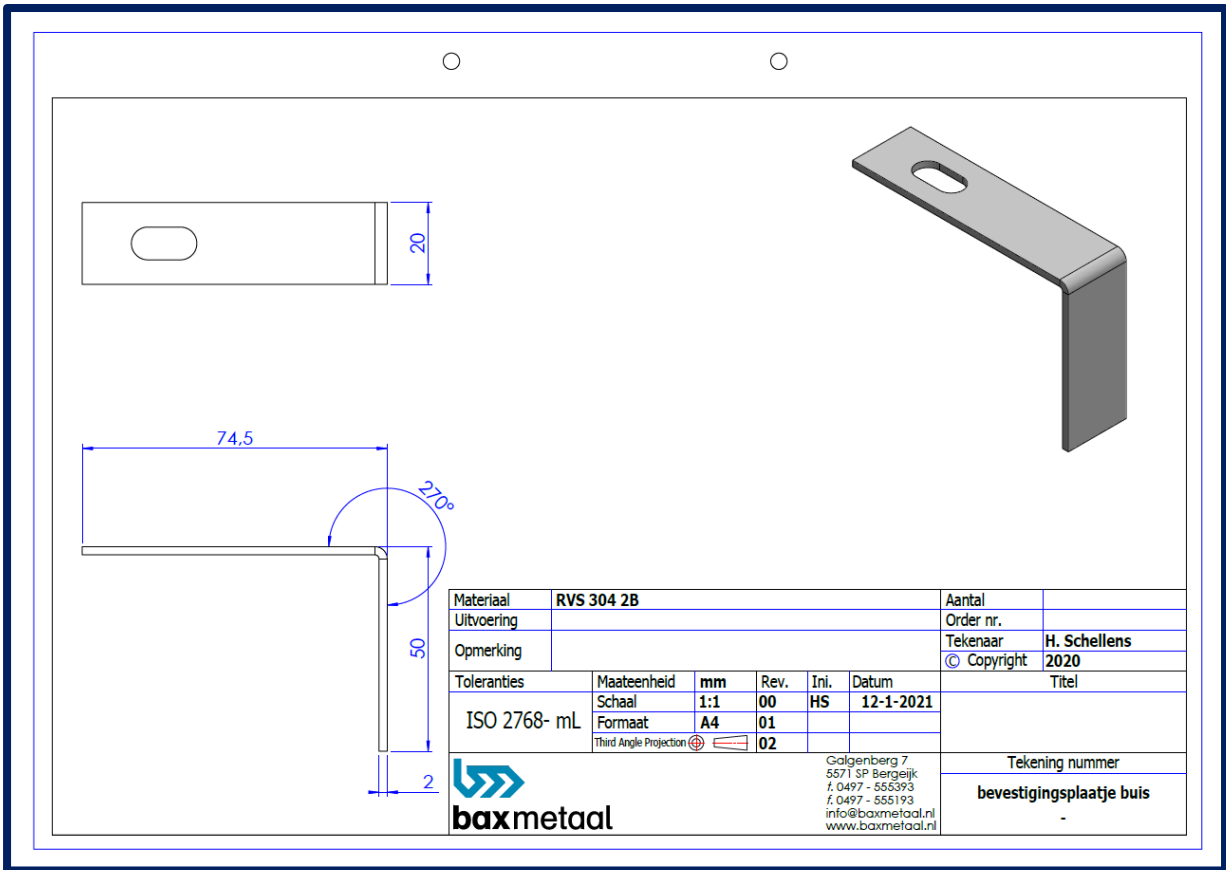 20
74,5
270°
50
2
Materiaal RVS 304 2B
Uitvoering
Opmerking
Aantal
Order nr.
Tekenaar H. Schellens
© Copyright 2020
Toleranties Maateenheid mm Rev. Ini. Datum Titel
ISO 2768- mL
Schaal 1:1 00 HS 12-1-2021
Formaat A4 01
Third Angle Projection 02
baxmetaal
Galgenberg 7
5571 SP Bergeijk
t. 0497 - 555393
f. 0497 - 555193
info@baxmetaal.nl
www.baxmetaal.nl
Tekening nummer
bevestigingsplaatje buis
-